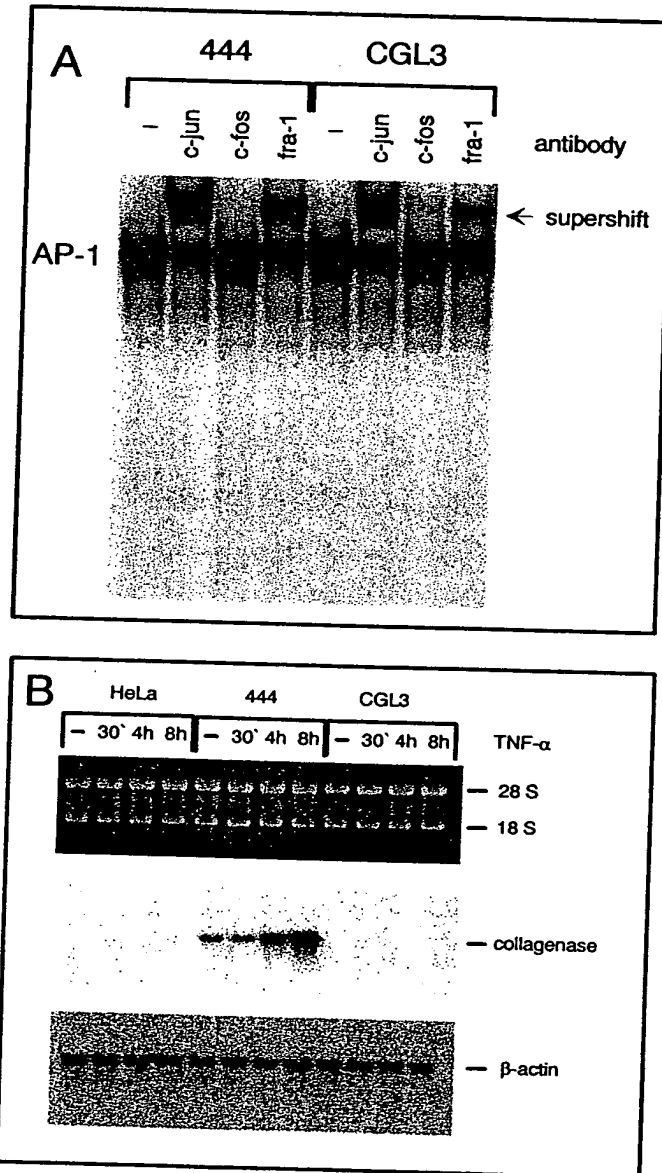 A
444 CGL3
– c-jun c-fos fra-1 – c-jun c-fos fra-1 antibody
← supershift
AP-1
B
HeLa 444 CGL3
– 30` 4h 8h – 30` 4h 8h – 30` 4h 8h TNF-α
– 28 S
– 18 S
– collagenase
– β-actin